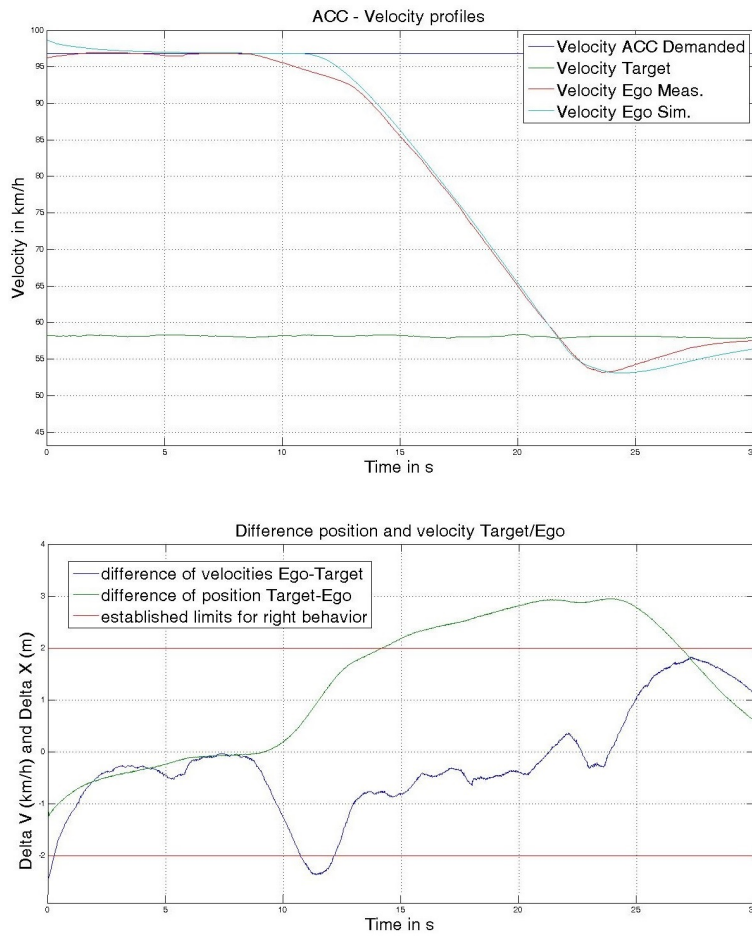 ACC - Velocity profiles
Velocity in km/h
100
95
90
85
80
75
70
65
60
55
50
45
Velocity ACC Demanded
Velocity Target
Velocity Ego Meas.
Velocity Ego Sim.
0 5 10 15 20 25 3
Time in s
Difference position and velocity Target/Ego
Delta V (km/h) and Delta X (m)
4
3
2
1
0
-1
-2
difference of velocities Ego-Target
difference of position Target-Ego
established limits for right behavior
0 5 10 15 20 25 3
Time in s